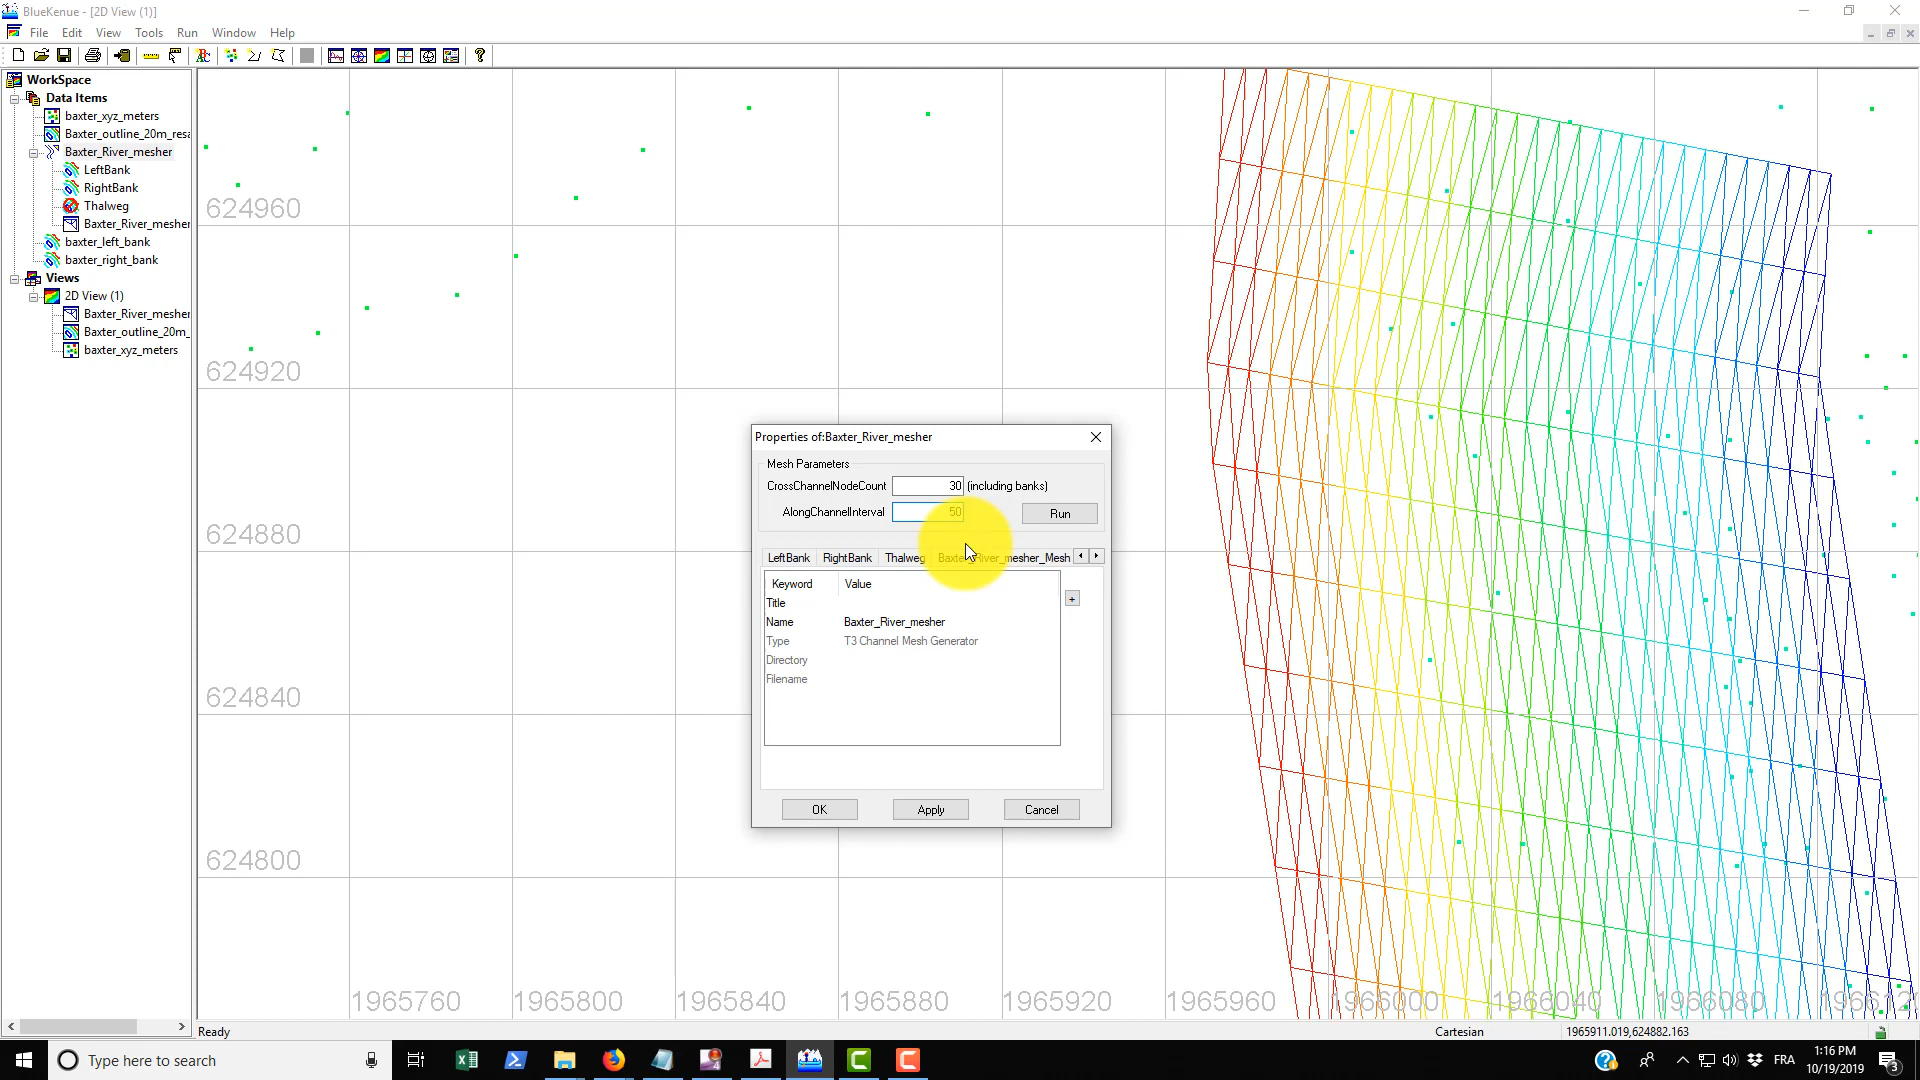 BlueKenue - [2D View (1)]
File Edit View Tools Run Window Help
WorkSpace
Data Items
baxter_xyz_meters
Baxter_outline_20m_resa
Baxter_River_mesher
LeftBank
RightBank
Thalweg
Baxter_River_mesher
baxter_left_bank
baxter_right_bank
Views
2D View (1)
Baxter_River_mesher
Baxter_outline_20m_
baxter_xyz_meters
624960
624920
624880
624840
624800
1965760 1965800 1965840 1965880 1965920 1965960 1966000 1966040 1966080
Properties of:Baxter_River_mesher
Mesh Parameters
CrossChannelNodeCount 30 (including banks)
AlongChannelInterval 50 Run
LeftBank RightBank Thalweg Baxter_River_mesher_Mesh
Keyword Value
+
Title
Name Baxter_River_mesher
Type T3 Channel Mesh Generator
Directory
Filename
OK Apply Cancel
Ready Cartesian 1965911.019,624882.163
Type here to search
FRA
1:16 PM
10/19/2019
3